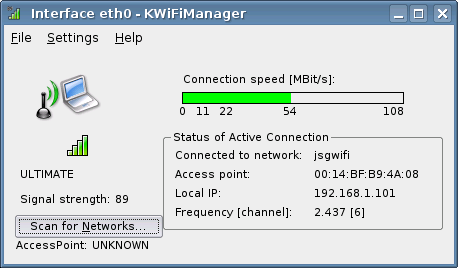 Interface eth0 - KWiFiManager
File Settings Help
Connection speed [MBit/s]:
0 11 22 54 108
ULTIMATE
Signal strength: 89
Scan for Networks...
AccessPoint: UNKNOWN
Status of Active Connection
Connected to network: jsgwifi
Access point: 00:14:BF:B9:4A:08
Local IP: 192.168.1.101
Frequency [channel]: 2.437 [6]